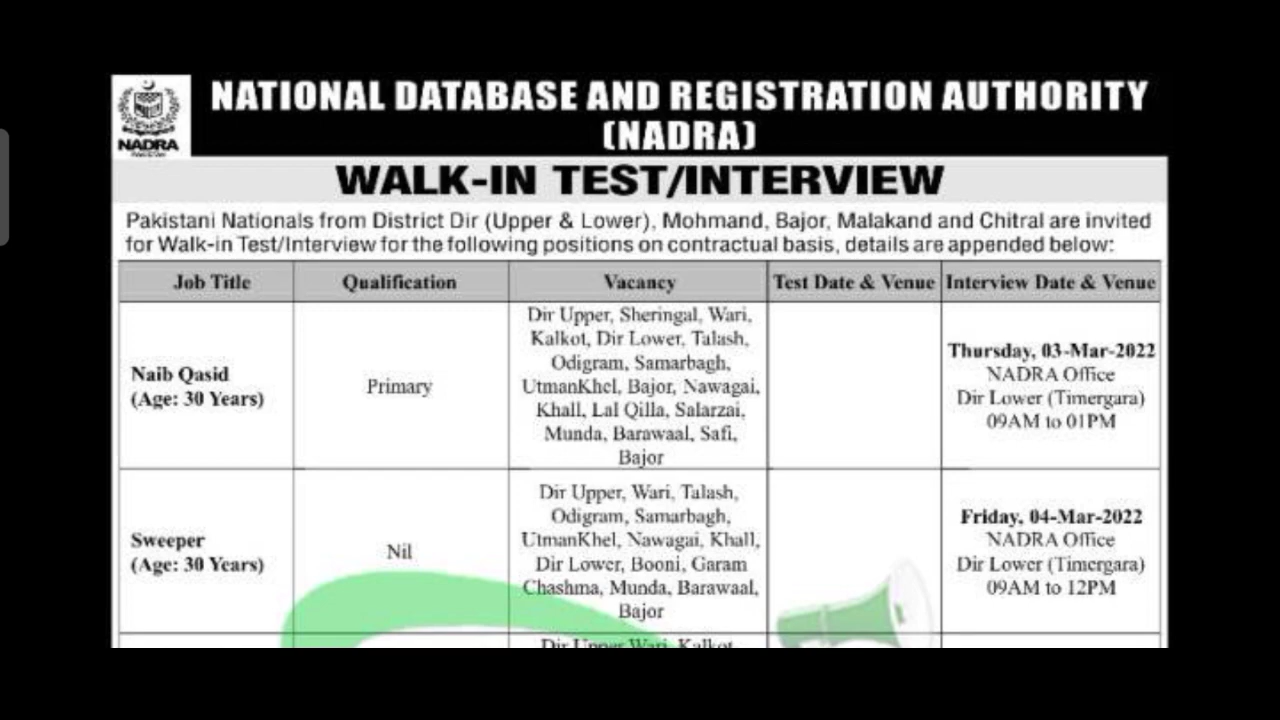 NADRA
NATIONAL DATABASE AND REGISTRATION AUTHORITY
(NADRA)
WALK-IN TEST/INTERVIEW
Pakistani Nationals from District Dir (Upper & Lower), Mohmand, Bajor, Malakand and Chitral are invited
for Walk-in Test/Interview for the following positions on contractual basis, details are appended below:
Job Title
Qualification
Vacancy
Test Date & Venue
Interview Date & Venue
Naib Qasid
(Age: 30 Years)
Primary
Dir Upper, Sheringal, Wari,
Kalkot, Dir Lower, Talash,
Odigram, Samarbagh,
UtmanKhel, Bajor, Nawagai,
Khall, Lal Qilla, Salarzai,
Munda, Barawaal, Safi,
Bajor
Thursday, 03-Mar-2022
NADRA Office
Dir Lower (Timergara)
09AM to 01PM
Sweeper
(Age: 30 Years)
Nil
Dir Upper, Wari, Talash,
Odigram, Samarbagh,
UtmanKhel, Nawagai, Khall,
Dir Lower, Booni, Garam
Chashma, Munda, Barawaal,
Bajor
Friday, 04-Mar-2022
NADRA Office
Dir Lower (Timergara)
09AM to 12PM
Dir Upper Wari, Kalkot